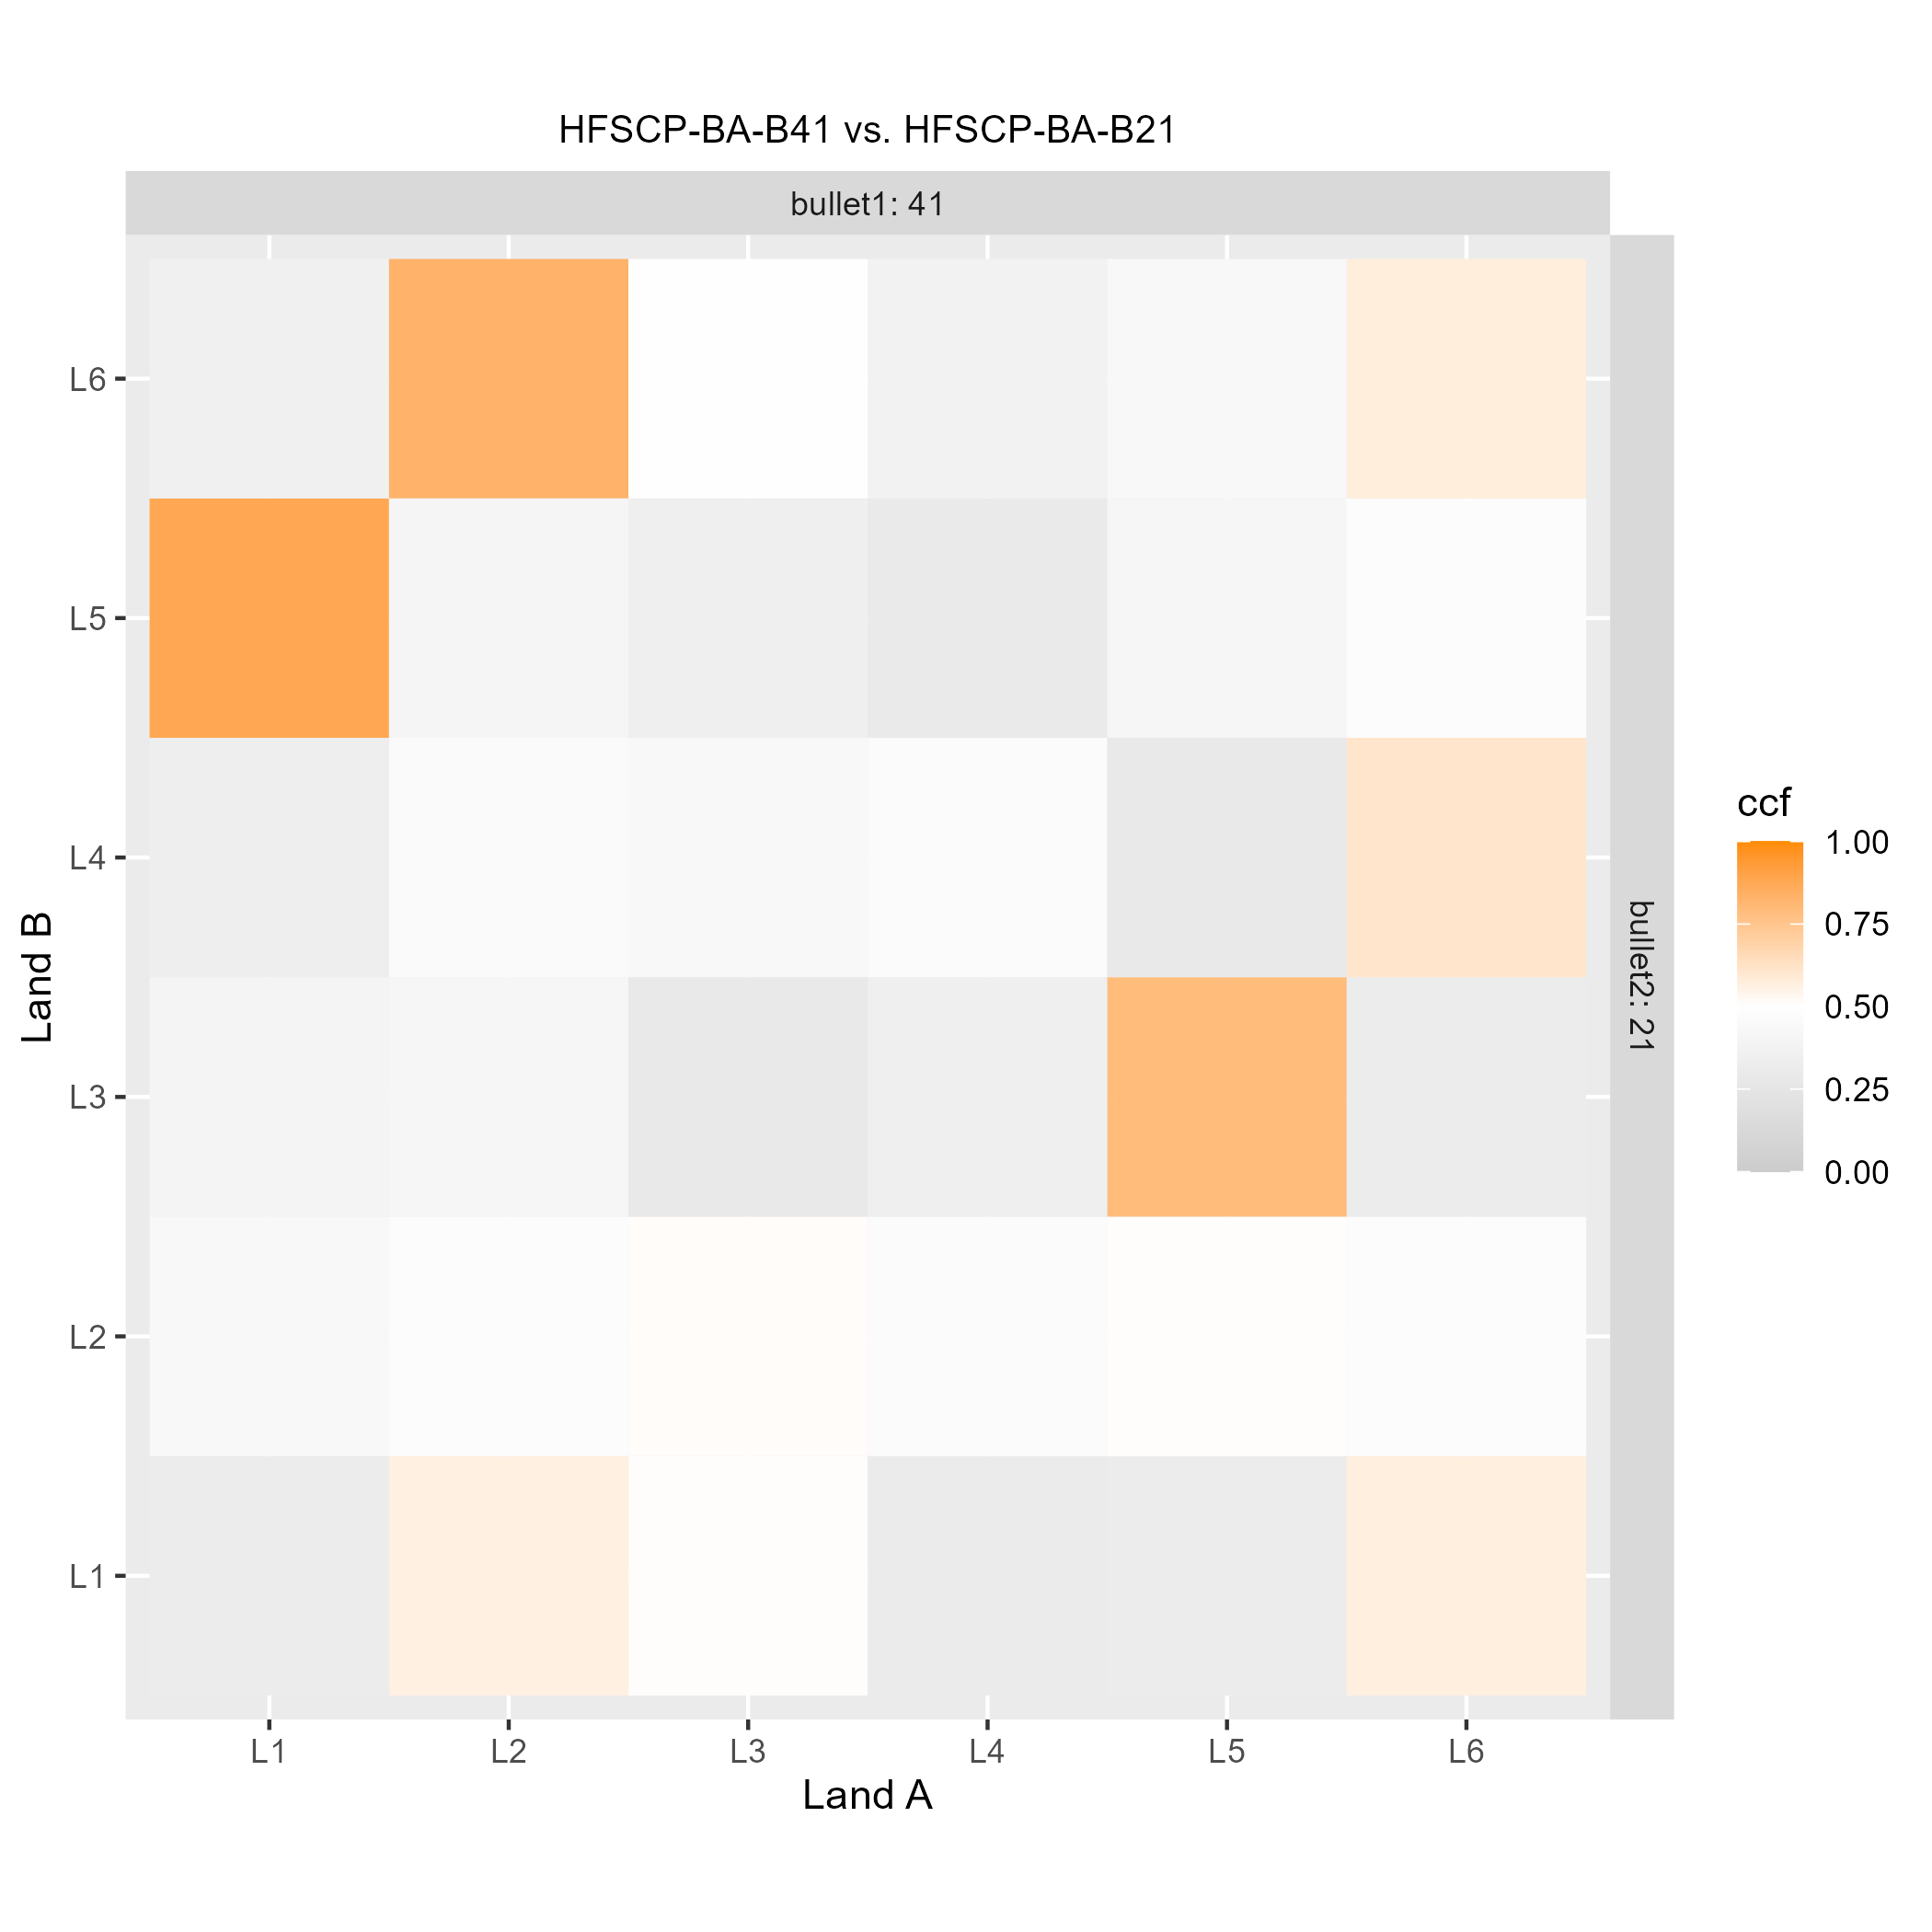 HFSCP-BA-B41 vs. HFSCP-BA-B21
bullet1: 41
L6
L5
L4
L3
L2
L1
Land B
bullet2: 21
L1 L2 L3 L4 L5 L6
Land A
ccf
1.00
0.75
0.50
0.25
0.00